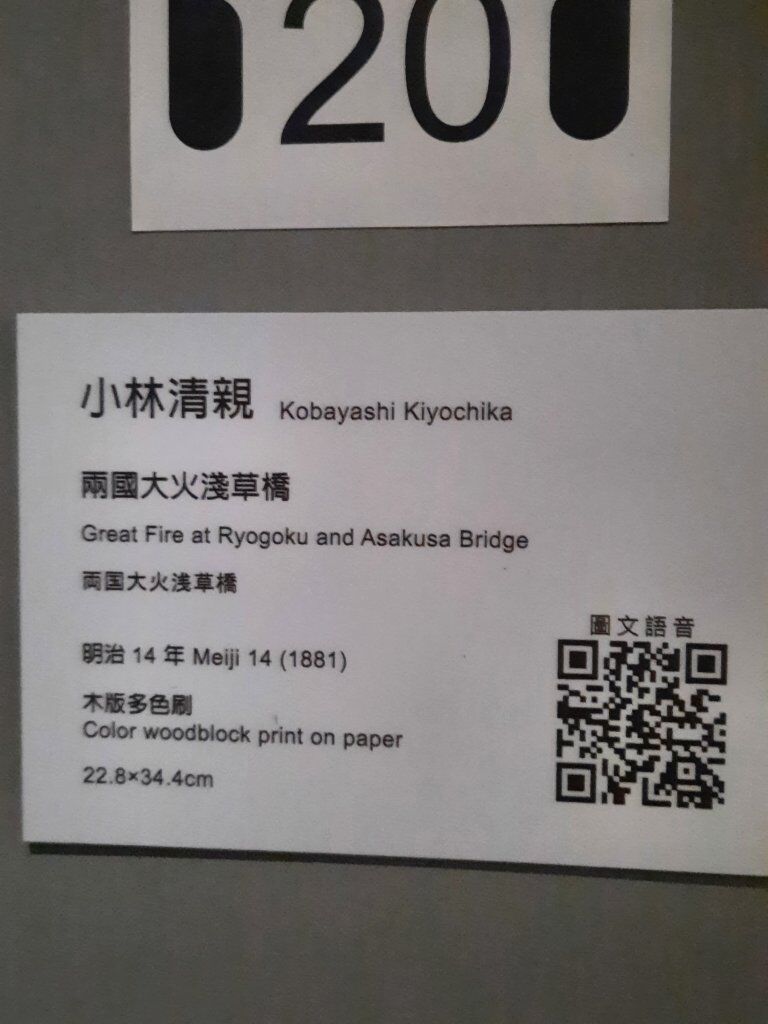 20
小林清親 Kobayashi Kiyochika
兩國大火淺草橋
Great Fire at Ryogoku and Asakusa Bridge
両国大火浅草橋
明治 14 年 Meiji 14 (1881)
木版多色刷
Color woodblock print on paper
22.8×34.4cm
圖文語音